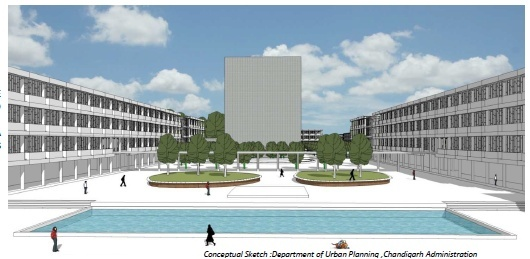 Conceptual Sketch :Department of Urban Planning ,Chandigarh Administration